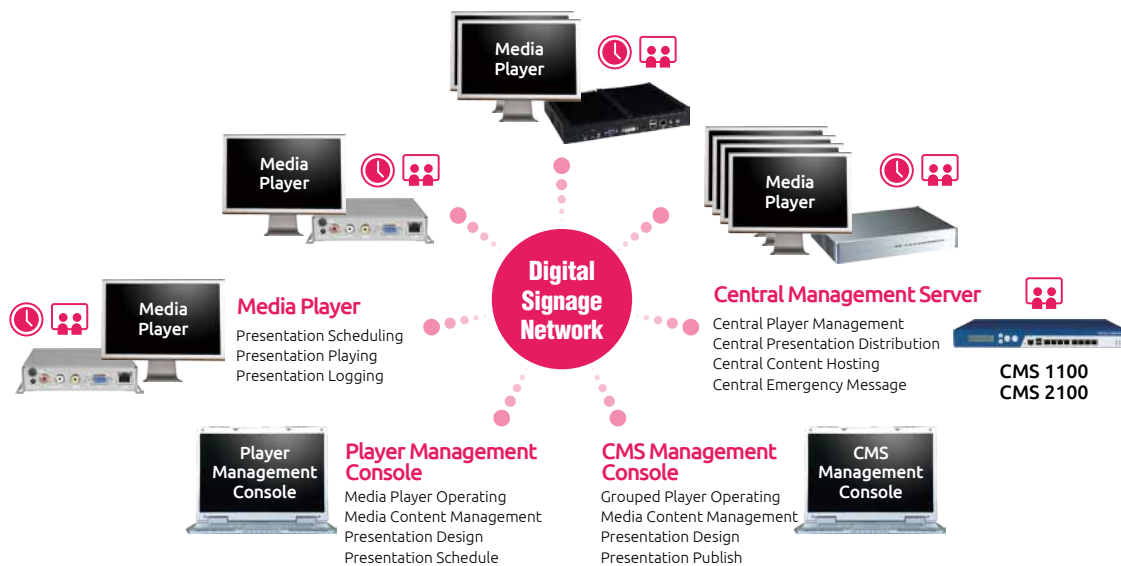 Media
Player
Media
Player
Media
Player
Digital
Signage
Network
Media
Player
Media Player
Presentation Scheduling
Presentation Playing
Presentation Logging
Central Management Server
Central Player Management
Central Presentation Distribution
Central Content Hosting
Central Emergency Message
CMS 1100
CMS 2100
Player
Management
Console
Player Management
Console
Media Player Operating
Media Content Management
Presentation Design
Presentation Schedule
CMS Management
Console
Grouped Player Operating
Media Content Management
Presentation Design
Presentation Publish
CMS
Management
Console